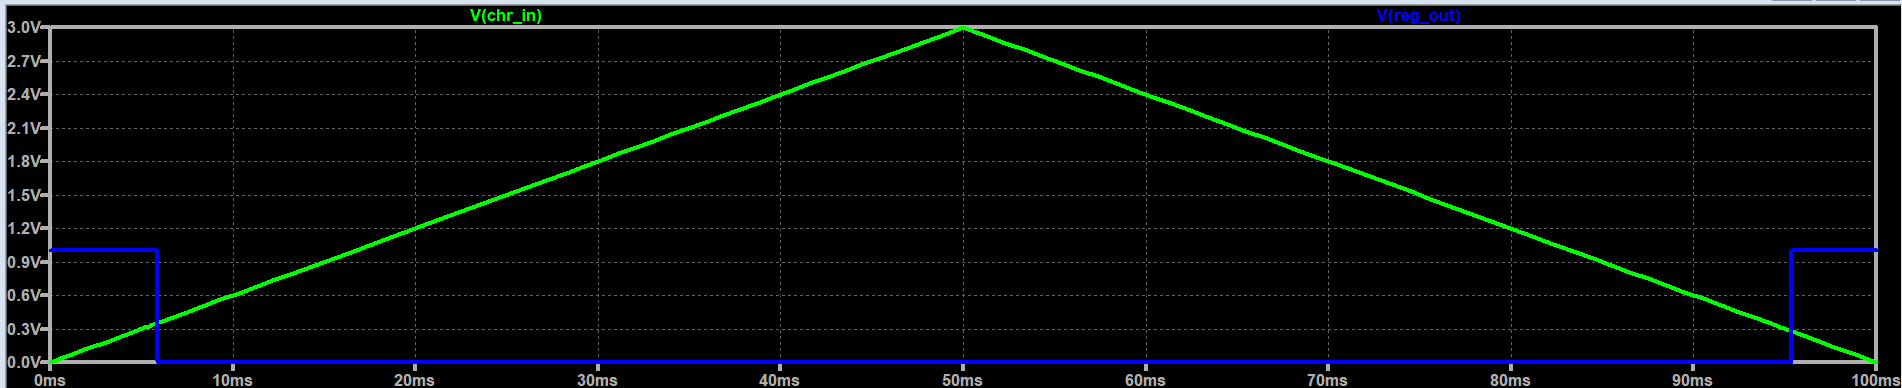 V(chr_in) V(reg_out)
3.0V
2.7V
2.4V
2.1V
1.8V
1.5V
1.2V
0.9V
0.6V
0.3V
0.0V
0ms 10ms 20ms 30ms 40ms 50ms 60ms 70ms 80ms 90ms 100ms